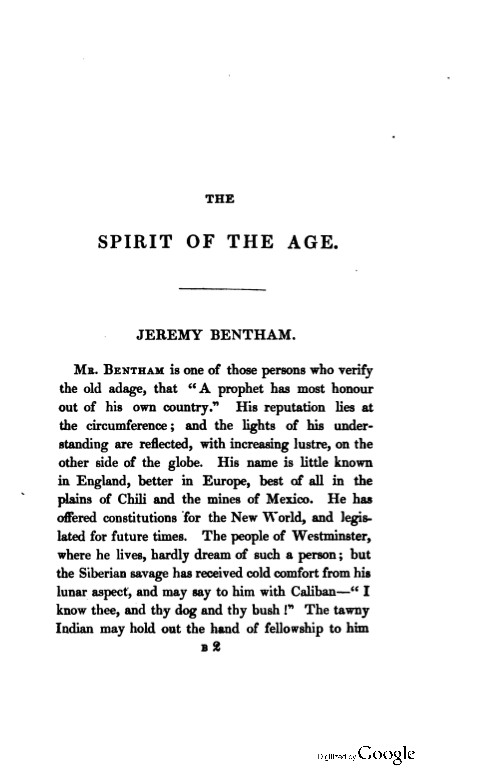 THE
SPIRIT OF THE AGE.
JEREMY BENTHAM.
MR. BENTHAM is one of those persons who verify
the old adage, that “A prophet has most honour
out of his own country.” His reputation lies at
the circumference; and the lights of his under-
standing are reflected, with increasing lustre, on the
other side of the globe. His name is little known
in England, better in Europe, best of all in the
plains of Chili and the mines of Mexico. He has
offered constitutions for the New World, and legis-
lated for future times. The people of Westminster,
where he lives, hardly dream of such a person; but
the Siberian savage has received cold comfort from his
lunar aspect, and may say to him with Caliban—“I
know thee, and thy dog and thy bush!” The tawny
Indian may hold out the hand of fellowship to him
B 2
Digitized by Google